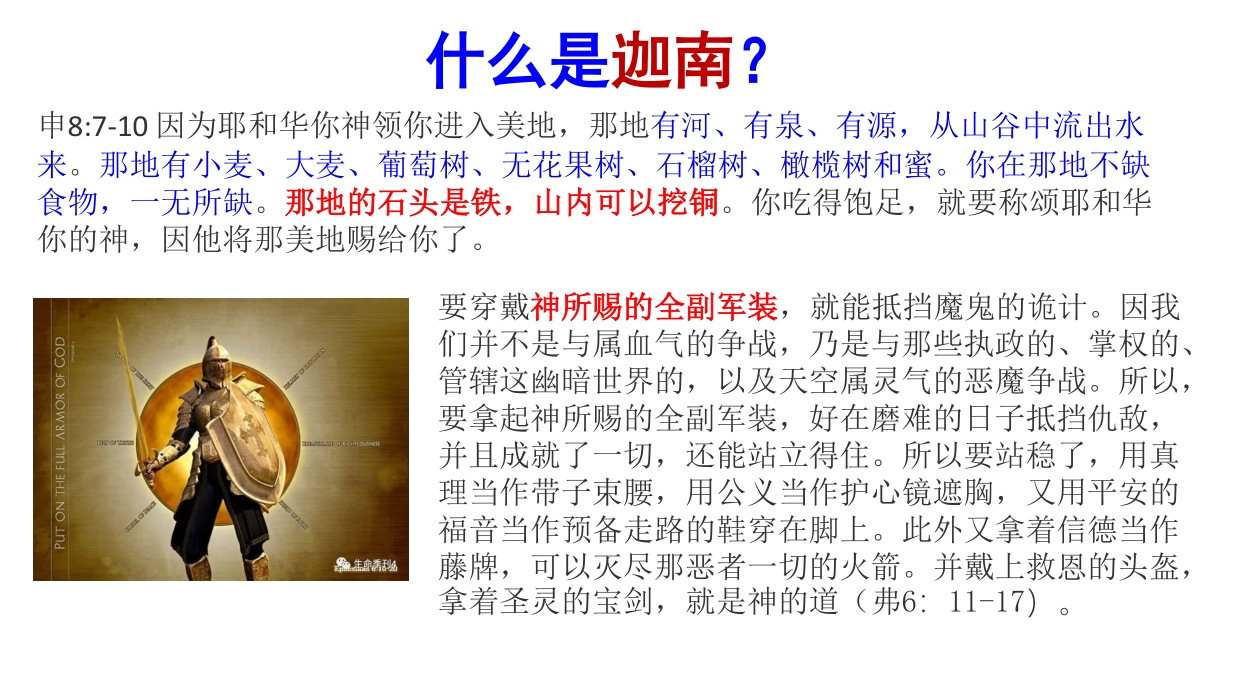 什么是迦南？
申8:7-10 因为耶和华你神领你进入美地，那地有河、有泉、有源，从山谷中流出水
来。那地有小麦、大麦、葡萄树、无花果树、石榴树、橄榄树和蜜。你在那地不缺
食物，一无所缺。那地的石头是铁，山内可以挖铜。你吃得饱足，就要称颂耶和华
你的神，因他将那美地赐给你了。
要穿戴神所赐的全副军装，就能抵挡魔鬼的诡计。因我
们并不是与属血气的争战，乃是与那些执政的、掌权的、
管辖这幽暗世界的，以及天空属灵气的恶魔争战。所以，
要拿起神所赐的全副军装，好在磨难的日子抵挡仇敌，
并且成就了一切，还能站立得住。所以要站稳了，用真
理当作带子束腰，用公义当作护心镜遮胸，又用平安的
福音当作预备走路的鞋穿在脚上。此外又拿着信德当作
藤牌，可以灭尽那恶者一切的火箭。并戴上救恩的头盔，
拿着圣灵的宝剑，就是神的道（弗6：11-17）。
PUT ON THE FULL ARMOR OF GOD
生命季刊